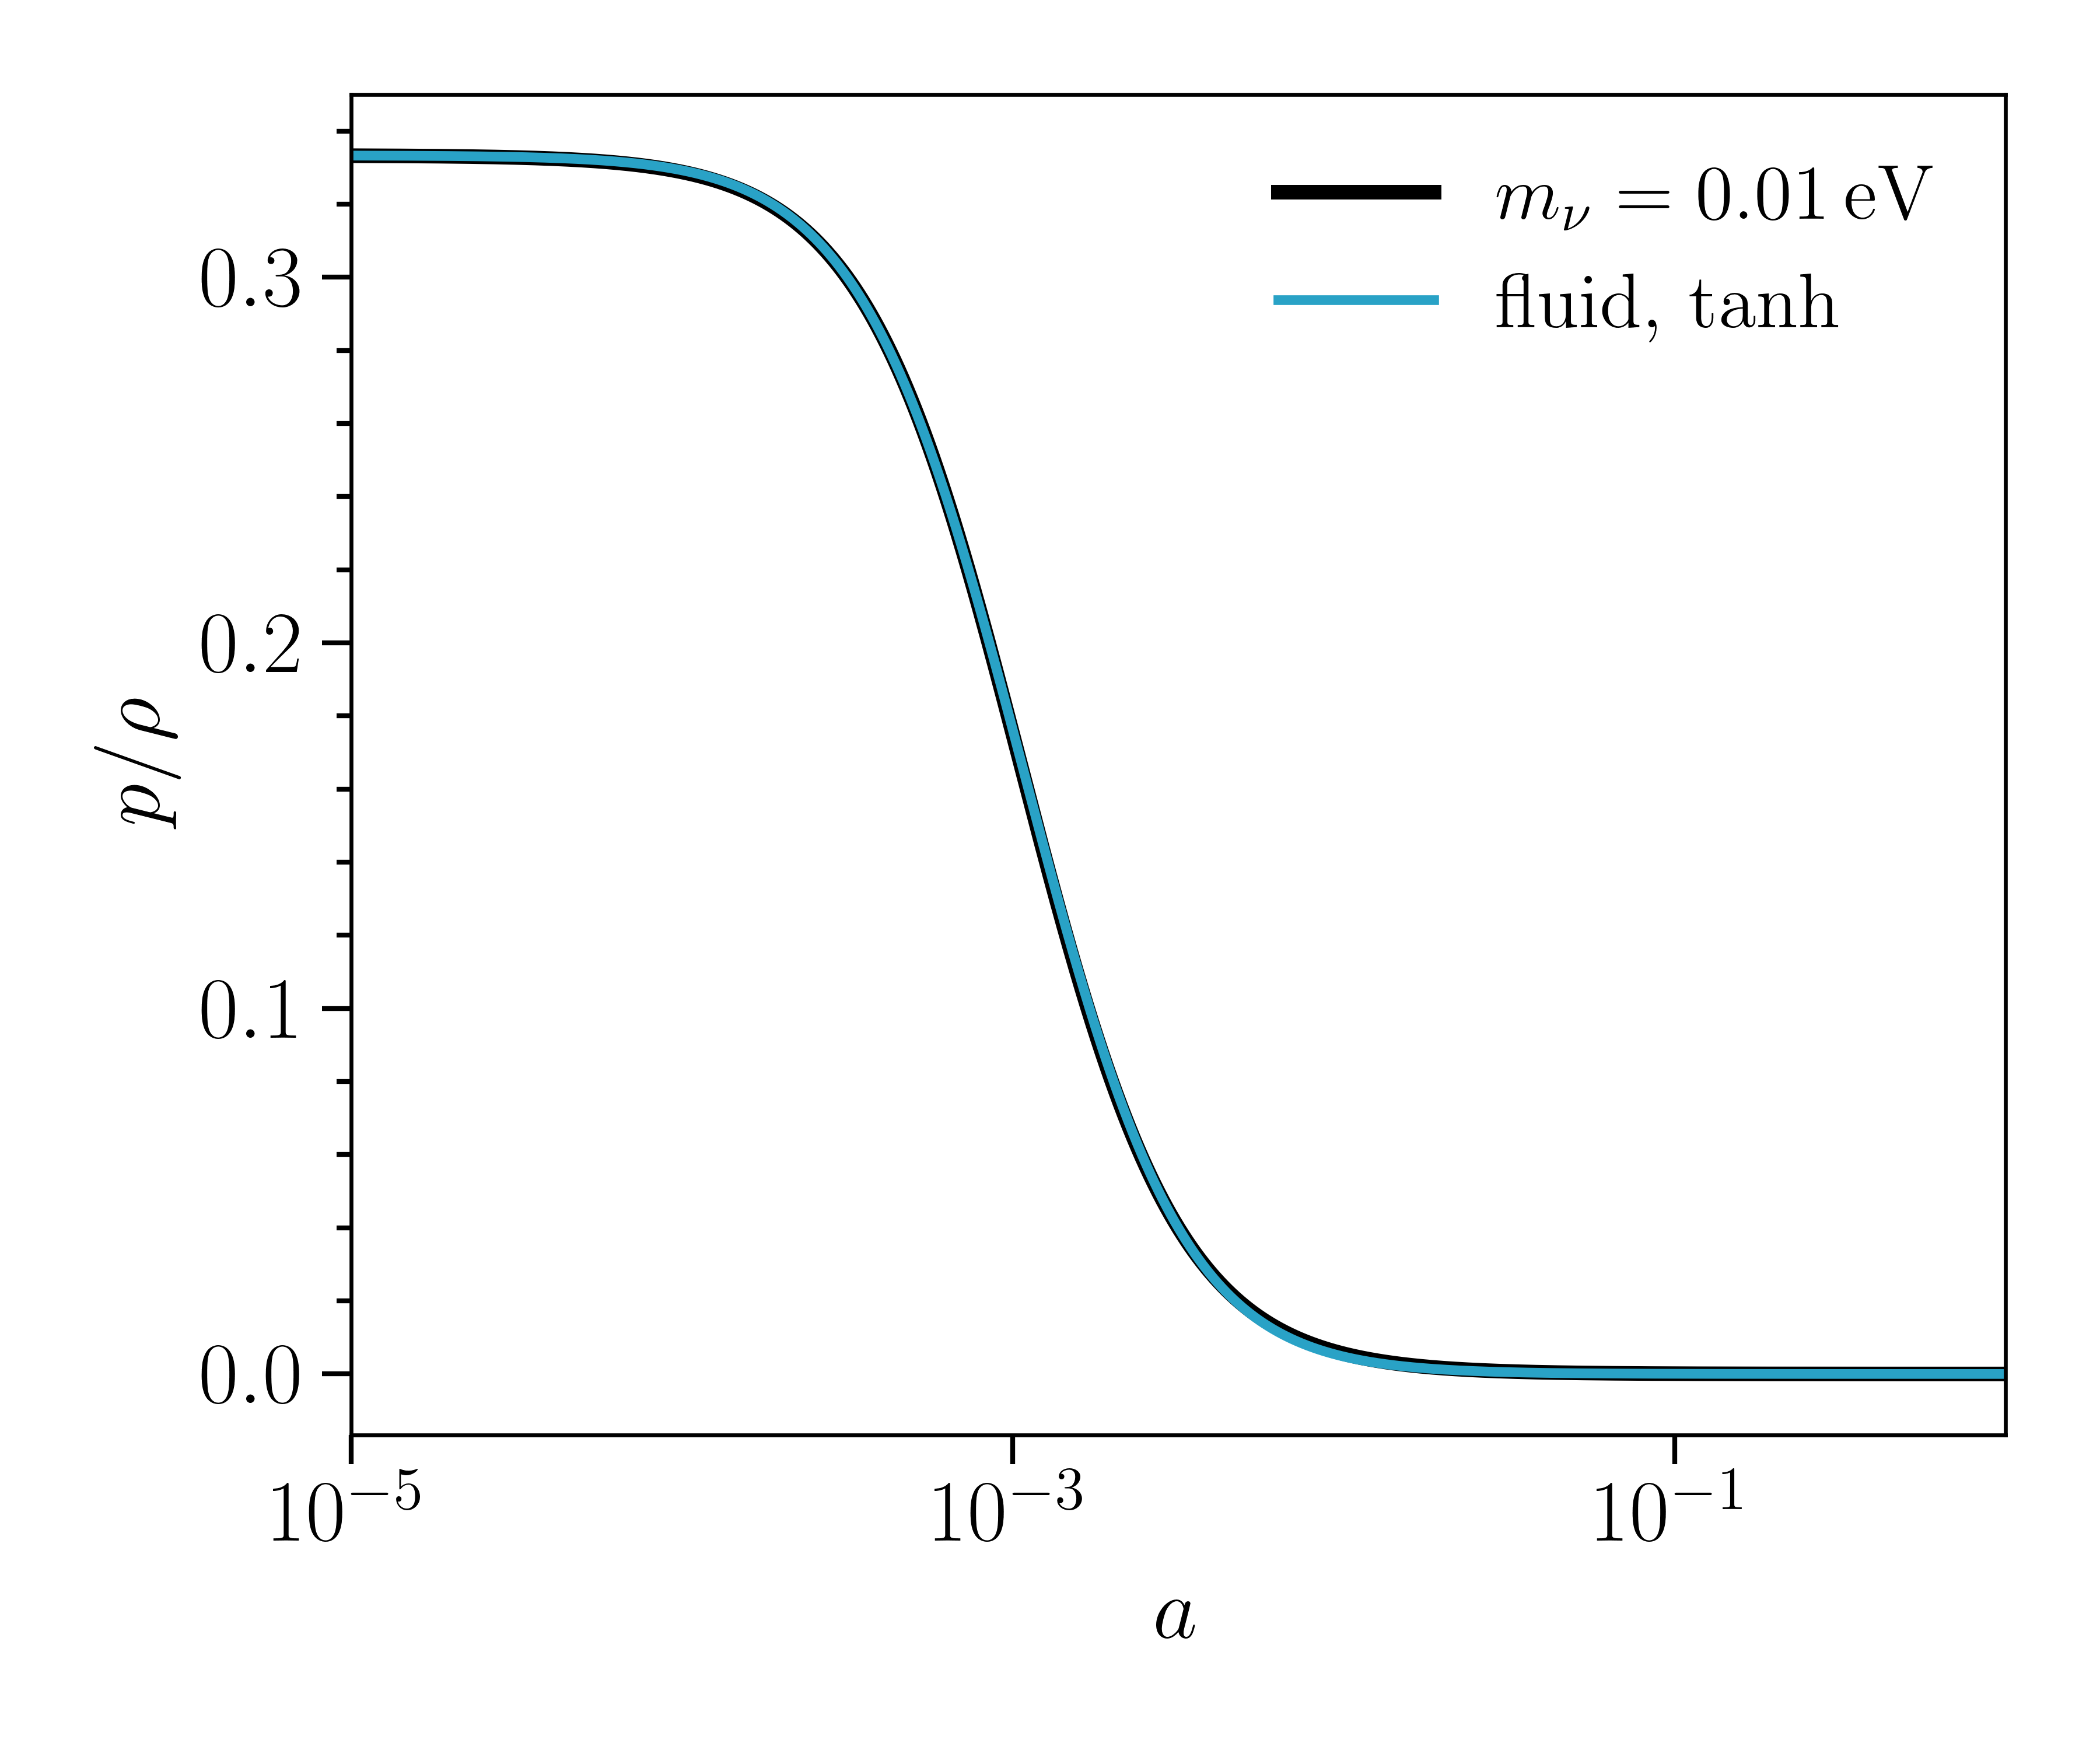 m_ν = 0.01 eV
fluid, tanh
0.3
0.2
0.1
0.0
p/ρ
10⁻⁵
10⁻³
10⁻¹
a